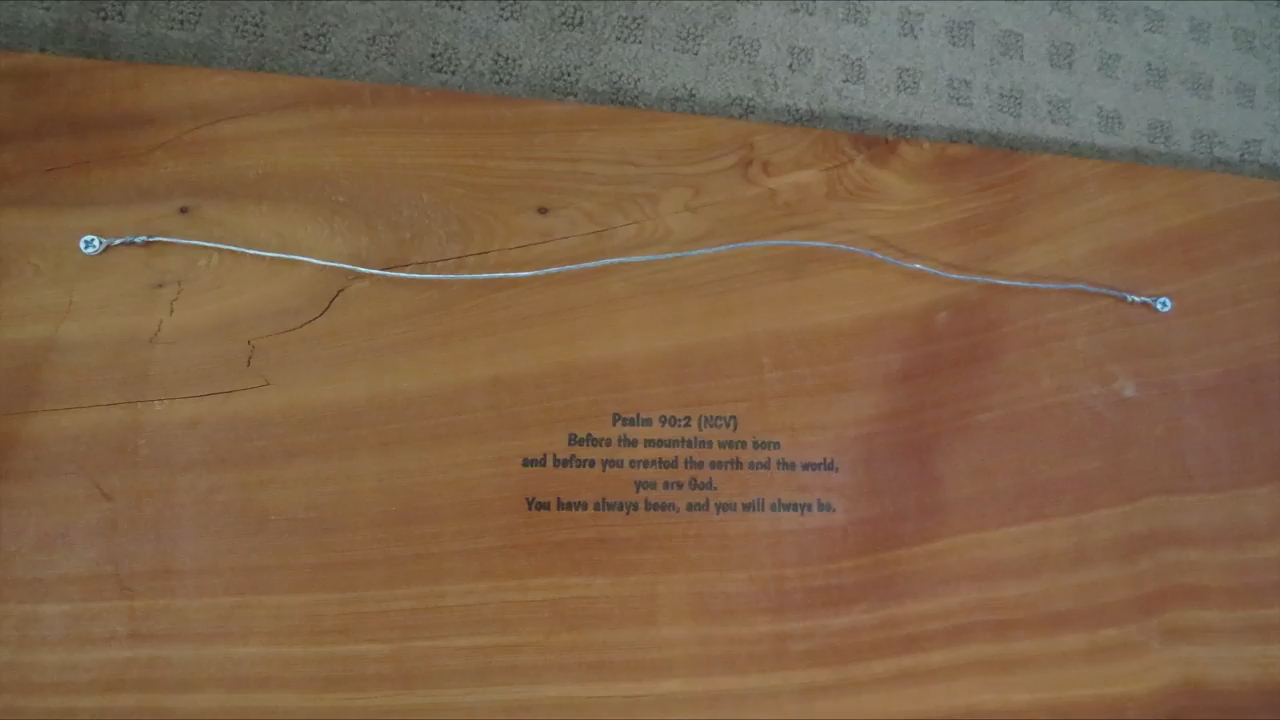 Psalm 90:2 (NCV)
Before the mountains were born
and before you created the earth and the world,
you are God.
You have always been, and you will always be.